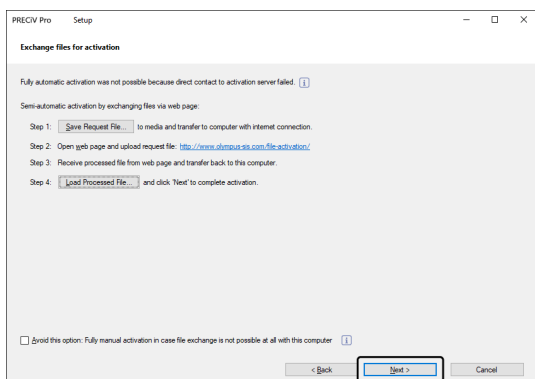 PRECiV Pro Setup
Exchange files for activation
Fully automatic activation was not possible because direct contact to activation server failed. i
Semi-automatic activation by exchanging files via web page:
Step 1: Save Request File... to media and transfer to computer with internet connection.
Step 2: Open web page and upload request file: http://www.olympus-sis.com/file-activation/
Step 3: Receive processed file from web page and transfer back to this computer.
Step 4: Load Processed File... and click 'Next' to complete activation.
Avoid this option: Fully manual activation in case file exchange is not possible at all with this computer i
< Back Next > Cancel